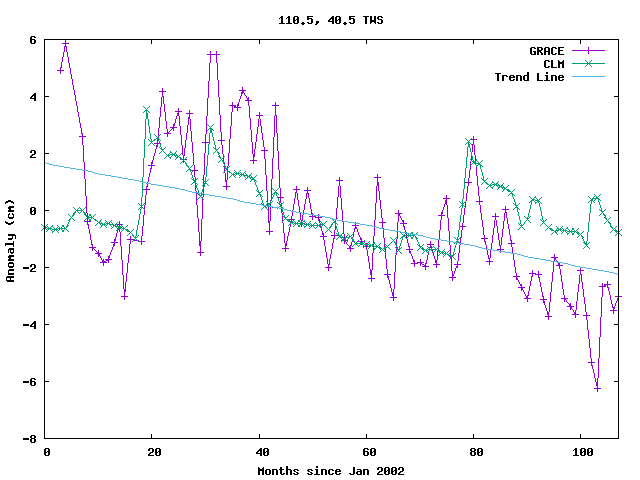 110.5, 40.5 TWS
GRACE
CLM
Trend Line
6
4
2
0
-2
-4
-6
-8
Anomaly (cm)
0 20 40 60 80 100
Months since Jan 2002